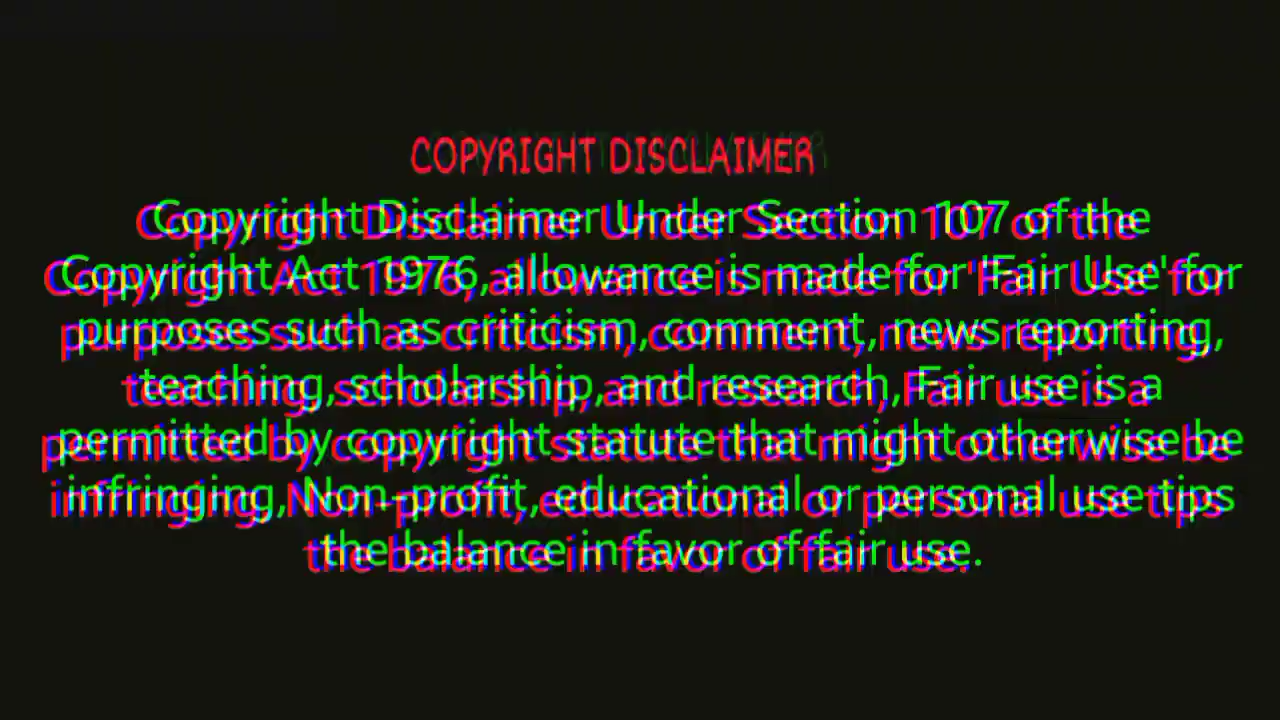 COPYRIGHT DISCLAIMER
Copyright Disclaimer Under Section 107 of the
Copyright Act 1976, allowance is made for 'Fair Use' for
purposes such as criticism, comment, news reporting,
teaching, scholarship, and research, Fair use is a
permitted by copyright statute that might otherwise be
infringing, Non-profit, educational or personal use tips
the balance in favor of fair use.